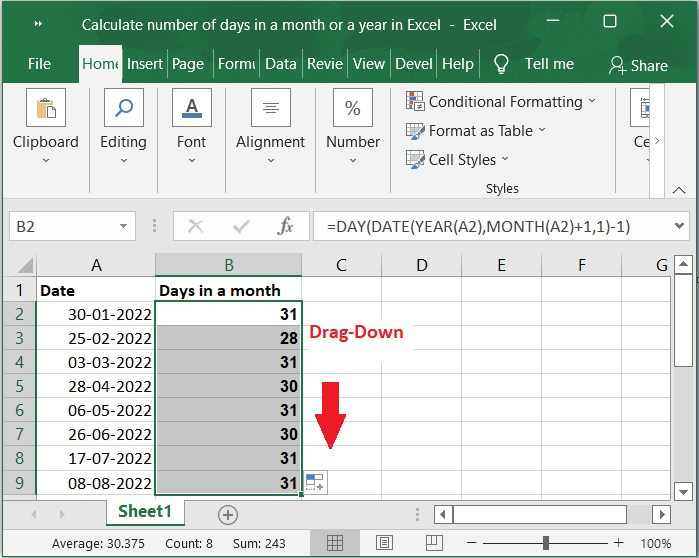 Calculate number of days in a month or a year in Excel - Excel
File Home Insert Page Formu Data Revie View Devel Help Tell me Share
Clipboard Editing Font Alignment Number
% 
Conditional Formatting
Format as Table
Cell Styles
Ce
Styles
B2 fx =DAY(DATE(YEAR(A2),MONTH(A2)+1,1)-1)
A B C D E F G
1 Date Days in a month
2 30-01-2022 31
3 25-02-2022 28
Drag-Down
4 03-03-2022 31
5 28-04-2022 30
6 06-05-2022 31
7 26-06-2022 30
8 17-07-2022 31
9 08-08-2022 31
Sheet1
Average: 30.375 Count: 8 Sum: 243 100%